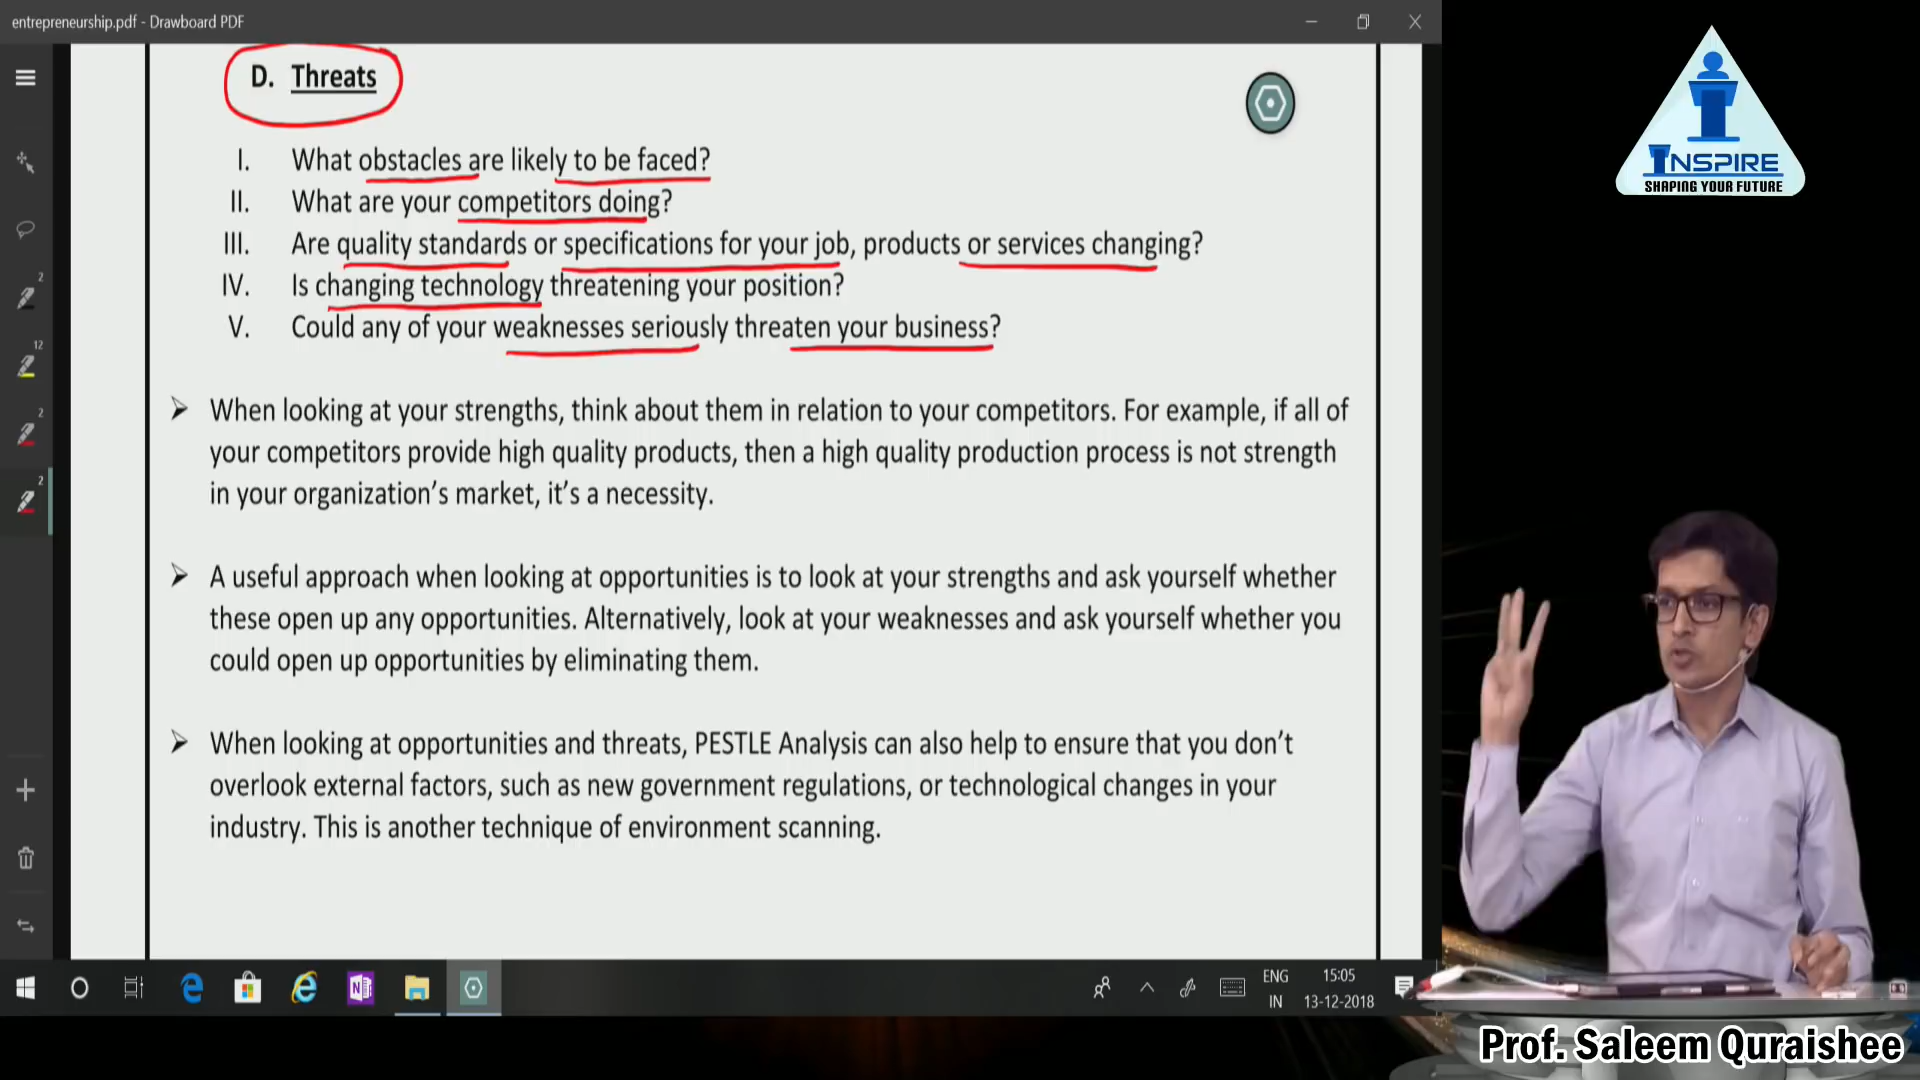 entrepreneurship.pdf - Drawboard PDF
D. Threats
I. What obstacles are likely to be faced?
II. What are your competitors doing?
III. Are quality standards or specifications for your job, products or services changing?
IV. Is changing technology threatening your position?
V. Could any of your weaknesses seriously threaten your business?
When looking at your strengths, think about them in relation to your competitors. For example, if all of
your competitors provide high quality products, then a high quality production process is not strength
in your organization's market, it's a necessity.
A useful approach when looking at opportunities is to look at your strengths and ask yourself whether
these open up any opportunities. Alternatively, look at your weaknesses and ask yourself whether you
could open up opportunities by eliminating them.
When looking at opportunities and threats, PESTLE Analysis can also help to ensure that you don't
overlook external factors, such as new government regulations, or technological changes in your
industry. This is another technique of environment scanning.
2
12
2
2
ENG
IN
15:05
13-12-2018
INSPIRE
SHAPING YOUR FUTURE
Prof. Saleem Quraishee